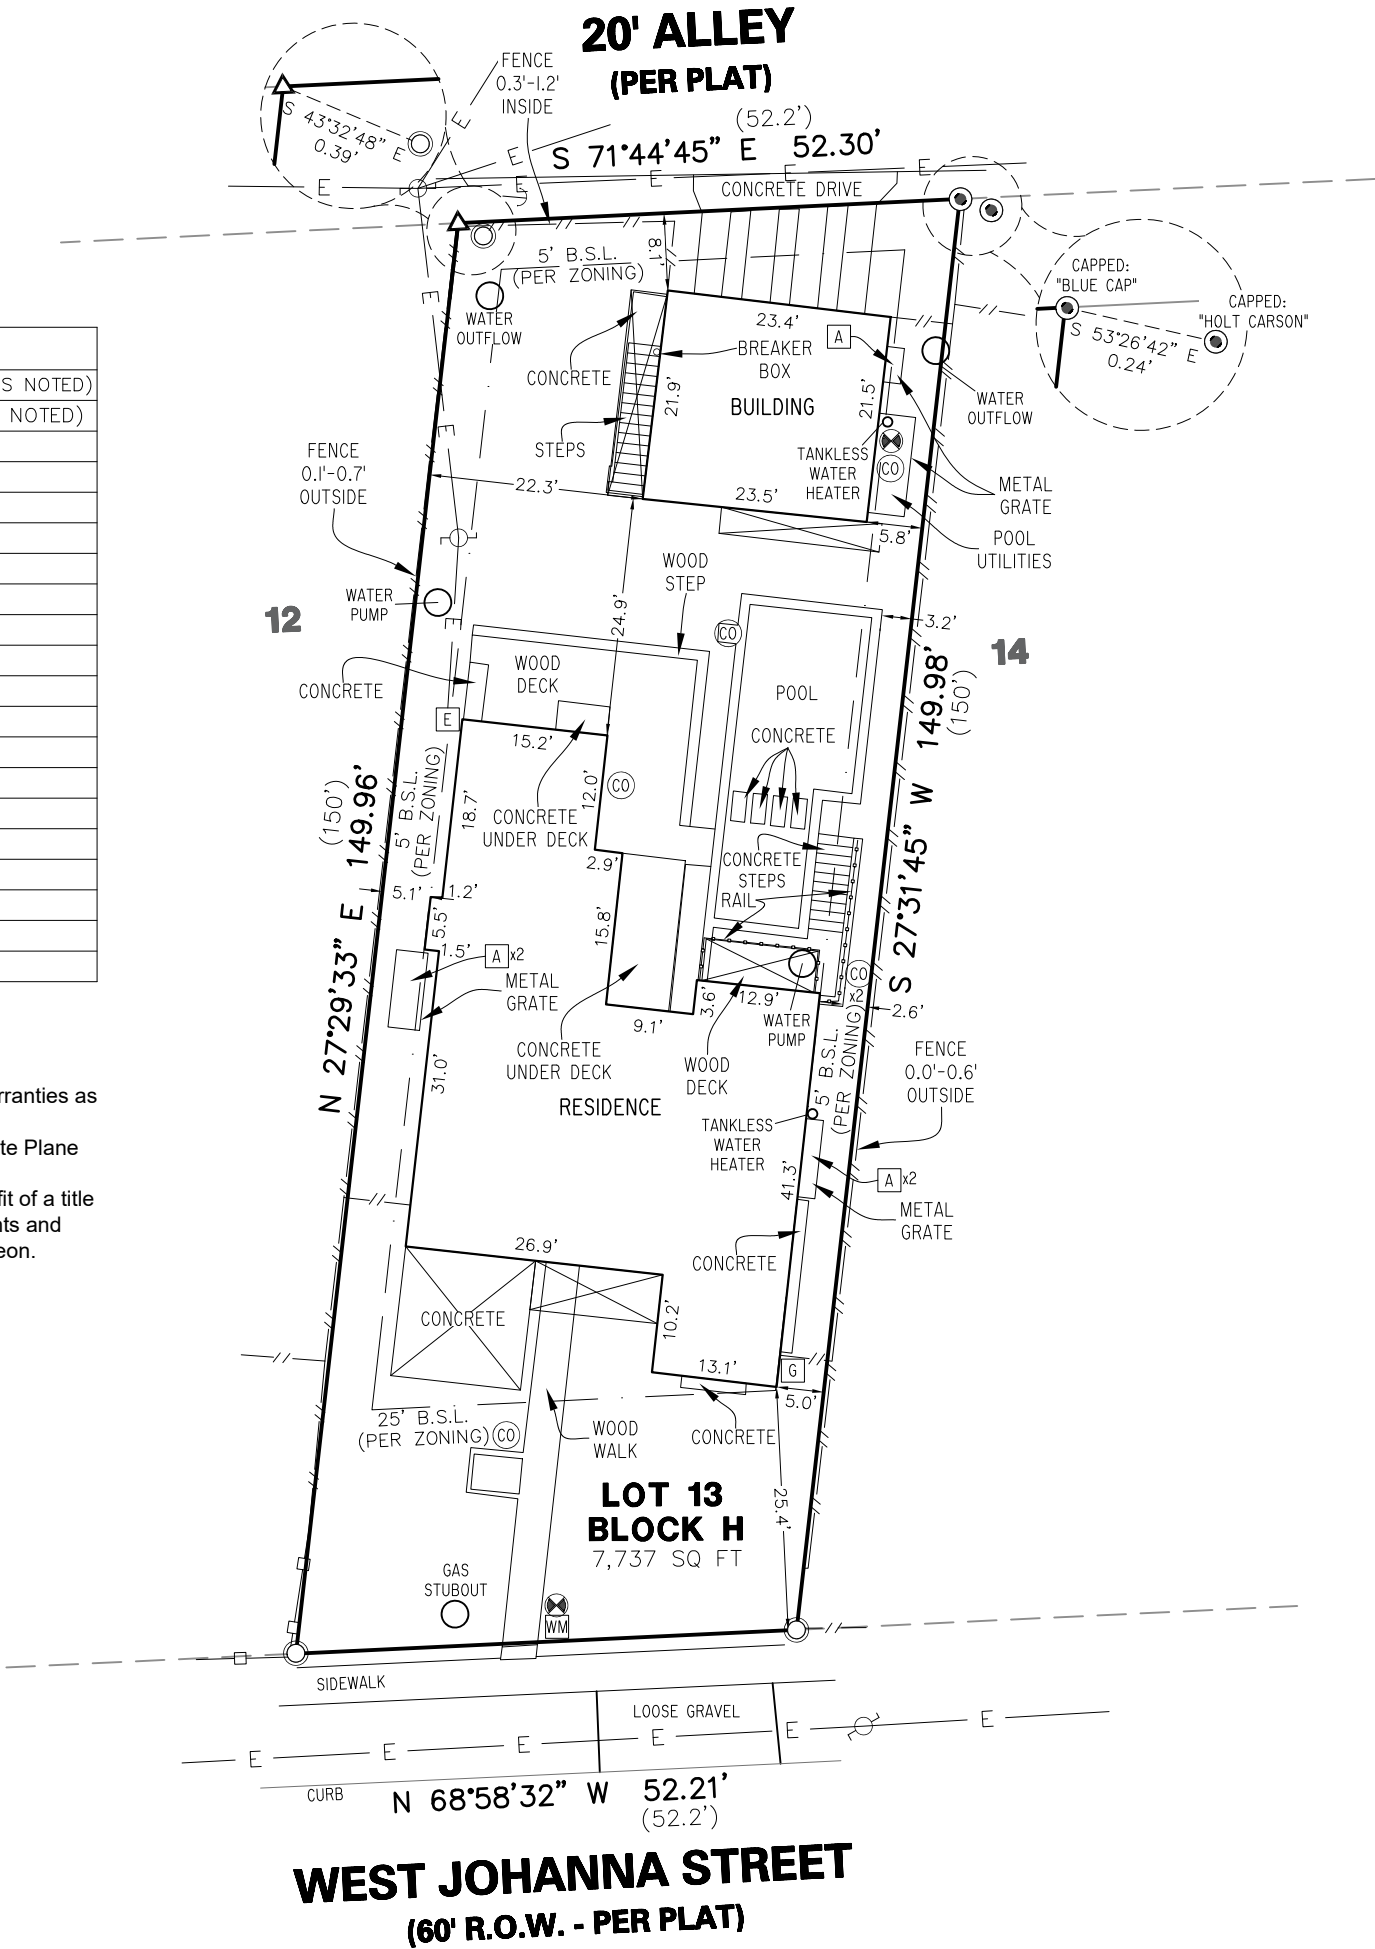 20' ALLEY
(PER PLAT)
(52.2')
S 71°44'45" E 52.30'
FENCE
0.3'-1.2'
INSIDE
S 43°32'48" E
0.39'
E
E
E
E
E
E
E
CONCRETE DRIVE
5' B.S.L.
(PER ZONING)
8.1'
CAPPED:
"BLUE CAP"
CAPPED:
"HOLT CARSON"
S 53°26'42" E
0.24'
WATER
OUTFLOW
E
23.4'
A
BREAKER
BOX
CONCRETE
21.9'
21.5'
BUILDING
WATER
OUTFLOW
S NOTED)
NOTED)
E
STEPS
FENCE
0.1'-0.7'
OUTSIDE
TANKLESS
WATER
HEATER
CO
METAL
GRATE
22.3'
23.5'
5.8'
POOL
UTILITIES
WOOD
STEP
WATER
PUMP
12
24.9'
E
CO
3.2'
14
WOOD
DECK
CONCRETE
POOL
S 27°31'45" W 149.98'
(150')
E
15.2'
CONCRETE
N 27°29'33" E 149.96'
(150')
5' B.S.L.
(PER ZONING)
18.7'
12.0'
CO
CONCRETE
UNDER DECK
2.9'
CONCRETE
STEPS
RAIL
5.1'
1.2'
5.5'
15.8'
1.5'
A x2
METAL
GRATE
CO
x2
3.6'
12.9'
2.6'
9.1'
WATER
PUMP
CONCRETE
UNDER DECK
WOOD
DECK
5' B.S.L.
(PER ZONING)
FENCE
0.0'-0.6'
OUTSIDE
31.0'
RESIDENCE
TANKLESS
WATER
HEATER
rranties as
te Plane
fit of a title
nts and
eon.
41.3'
A x2
METAL
GRATE
26.9'
CONCRETE
CONCRETE
10.2'
13.1'
G
5.0'
25' B.S.L.
(PER ZONING)
CO
WOOD
WALK
CONCRETE
25.4'
LOT 13
BLOCK H
7,737 SQ FT
GAS
STUBOUT
WM
SIDEWALK
LOOSE GRAVEL
E
E
E
E
E
E
CURB
N 68°58'32" W 52.21'
(52.2')
WEST JOHANNA STREET
(60' R.O.W. - PER PLAT)